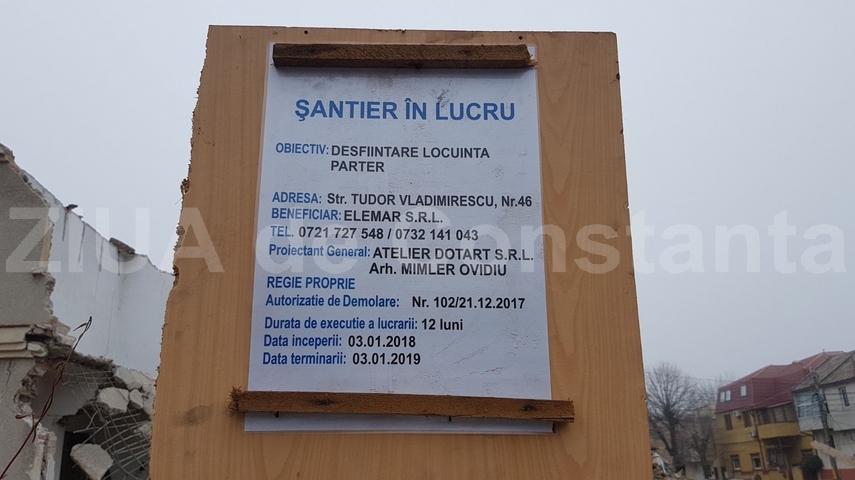 ŞANTIER ÎN LUCRU
OBIECTIV: DESFIINTARE LOCUINTA
PARTER
ADRESA: Str. TUDOR VLADIMIRESCU, Nr.46
BENEFICIAR: ELEMAR S.R.L.
TEL. 0721 727 548 / 0732 141 043
Proiectant General: ATELIER DOTART S.R.L.
Arh. MIMLER OVIDIU
REGIE PROPRIE
Autorizatie de Demolare: Nr. 102/21.12.2017
Durata de executie a lucrarii: 12 luni
Data inceperii: 03.01.2018
Data terminarii: 03.01.2019
ZIUA de Constanta